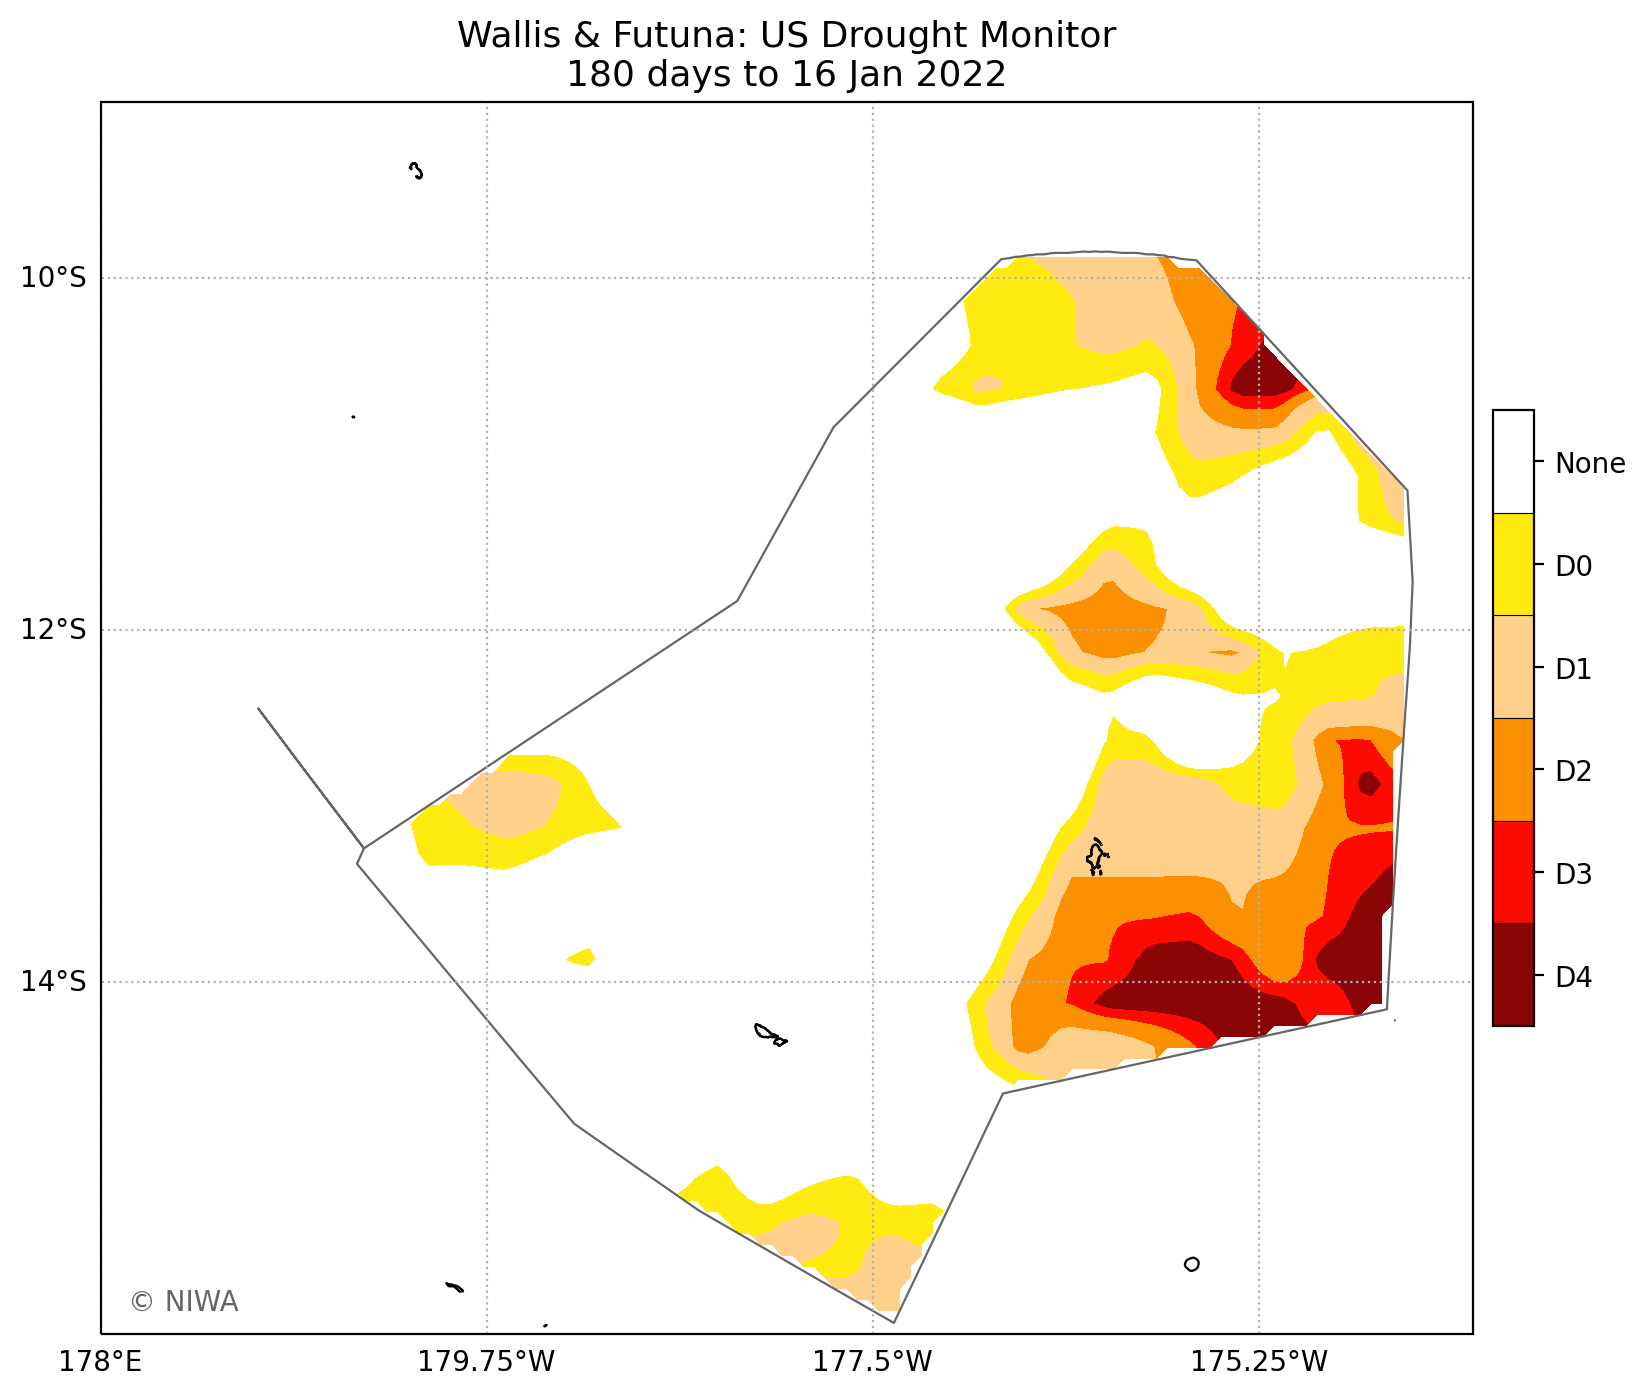 Wallis & Futuna: US Drought Monitor
180 days to 16 Jan 2022
10°S
12°S
14°S
178°E
179.75°W
177.5°W
175.25°W
None
D0
D1
D2
D3
D4
© NIWA